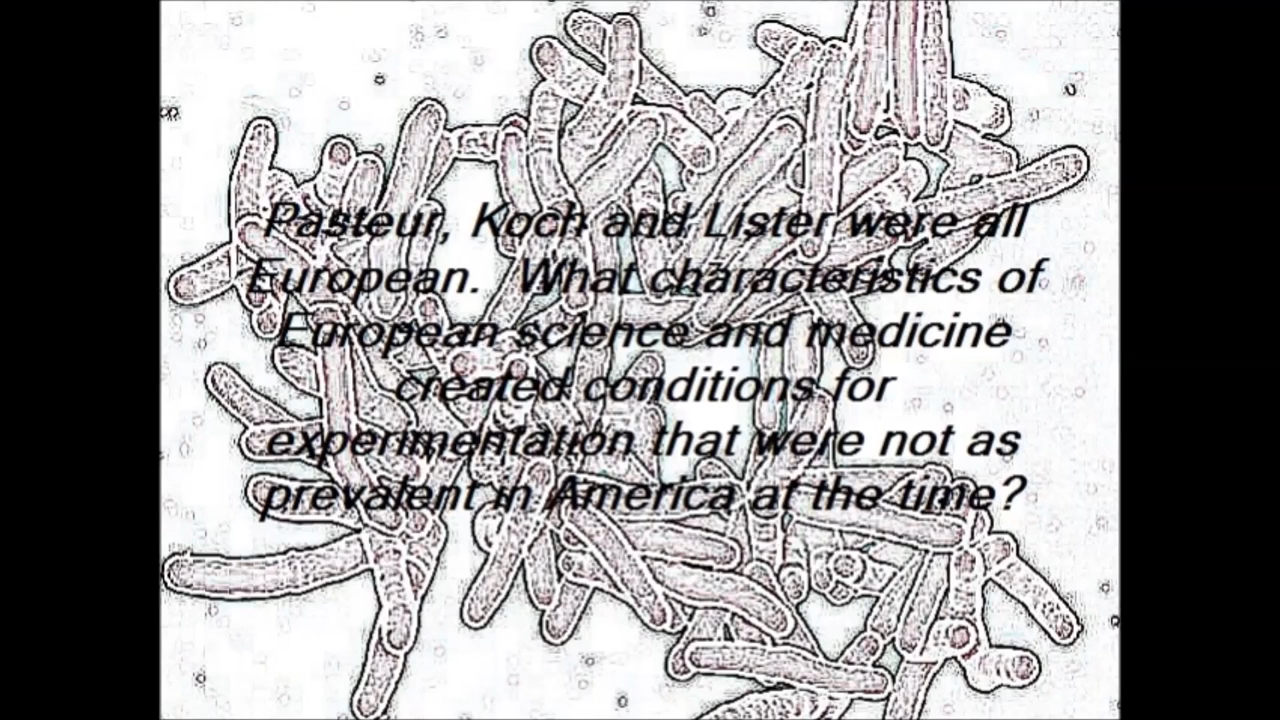 Pasteur, Koch and Lister were all
European.  What characteristics of
European science and medicine
created conditions for
experimentation that were not as
prevalent in America at the time?